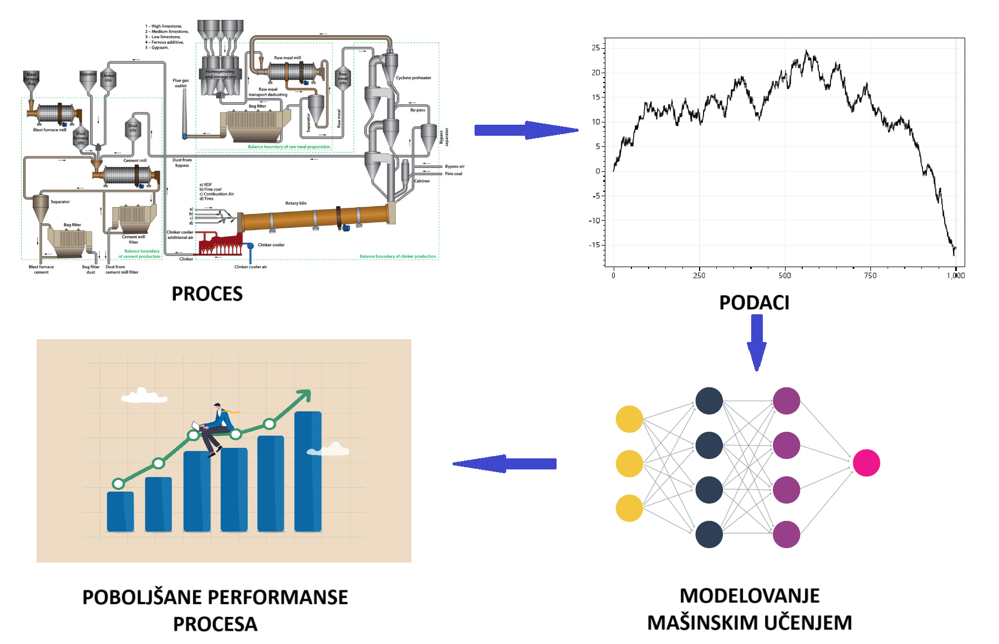 1 – High limestone,
2 – Medium limestone,
3 – Low limestone,
4 – Ferrous additive,
5 – Gypsum.
4
5
3
1
2
Homogenizing
and storage silo
Raw meal mill
Raw
meal
silo
Cyclone preheater
Blast
furnace
slug
Gypsum
Clinker
silo
Flue gas
outlet
Raw meal
transport dedusting
Bag filter
Separator
Raw meal
By-pass
Bypass
separator
Blast furnace mill
Blast
furnace
silo
Dust
silo
Balance boundary of raw meal preparation
Cement mill
Dust from
bypass
Bypass air
Fine coal
Calciner
a) RDF
b) Fine coal
c) Combustion Air
d) Tires
Separator
Rotary kiln
a)
b)
c)
d)
Bag filter
Cement mill
filter
Clinker cooler
additional air
Clinker cooler
Balance boundary
of cement production
Clinker
Balance boundary of clinker production
Blast furnace
cement
Bag filter
dust
Dust from
cement mill filter
Clinker cooler air
PROCES
25
20
15
10
5
0
-5
-10
-15
0
250
500
750
1,000
PODACI
POBOLJŠANE PERFORMANSE
PROCESA
MODELOVANJE
MAŠINSKIM UČENJEM